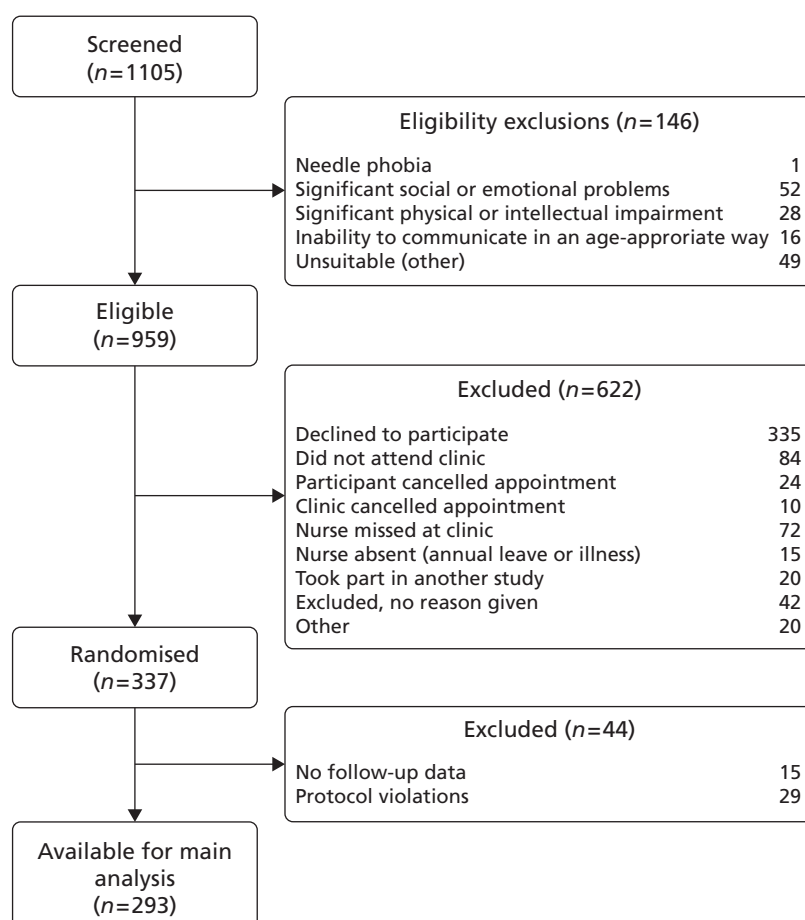 Screened
(n=1105)
Eligibility exclusions (n=146)
Needle phobia 1
Significant social or emotional problems 52
Significant physical or intellectual impairment 28
Inability to communicate in an age-approriate way 16
Unsuitable (other) 49
Eligible
(n=959)
Excluded (n=622)
Declined to participate 335
Did not attend clinic 84
Participant cancelled appointment 24
Clinic cancelled appointment 10
Nurse missed at clinic 72
Nurse absent (annual leave or illness) 15
Took part in another study 20
Excluded, no reason given 42
Other 20
Randomised
(n=337)
Excluded (n=44)
No follow-up data 15
Protocol violations 29
Available for main
analysis
(n=293)